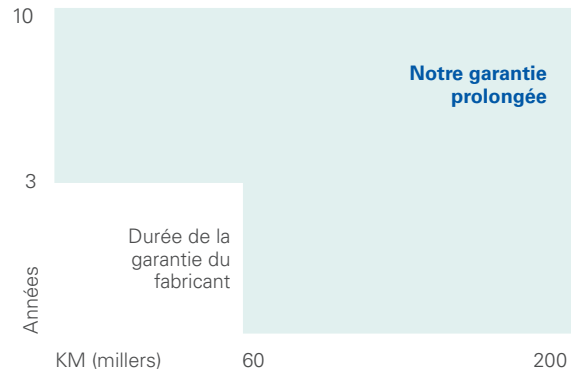 10
Notre garantie
prolongée
3
Durée de la
garantie du
fabricant
Années
KM (millers)
60
200